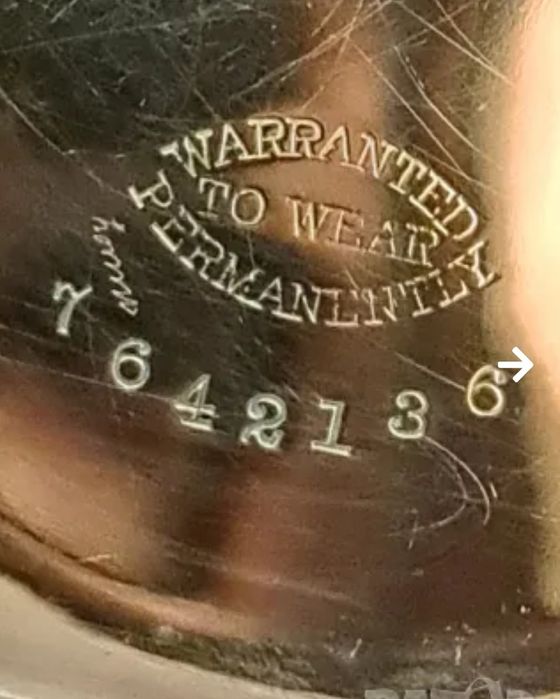 WARRANTED
TO WEAR
PERMANENTLY
7642136